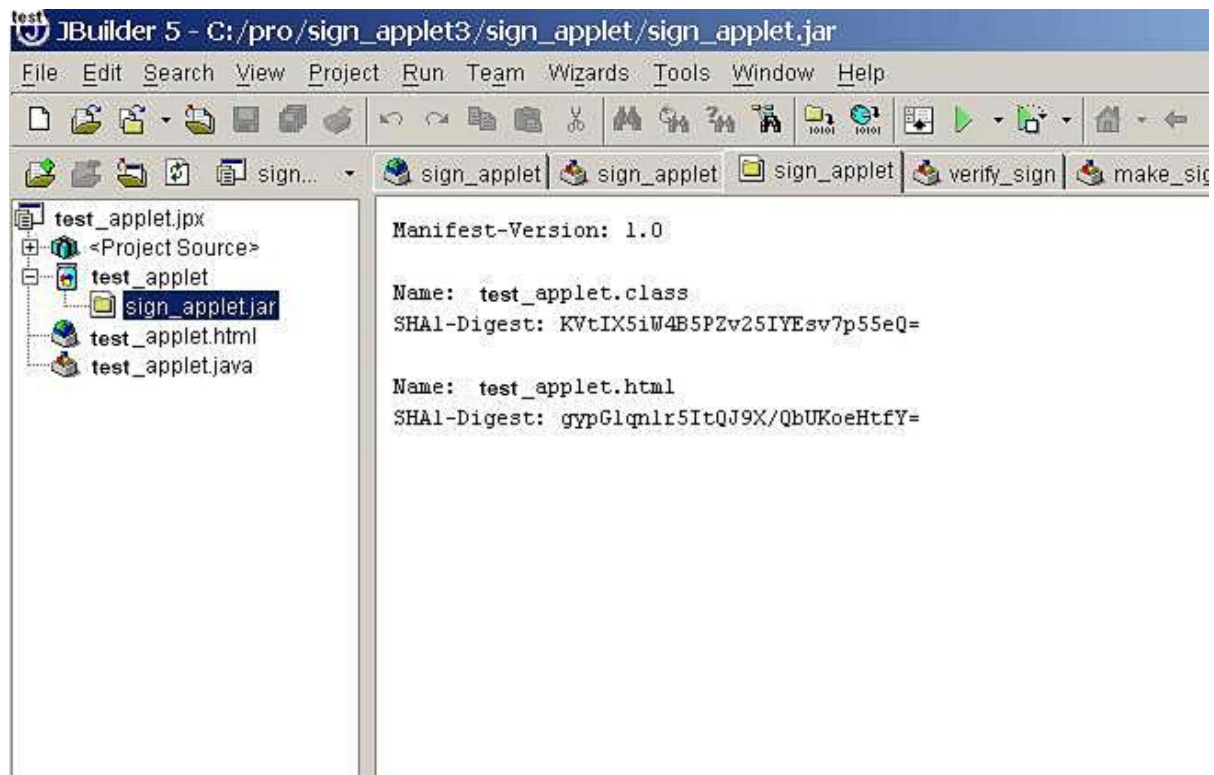 test
JBuilder 5 - C:/pro/sign_applet3/sign_applet/sign_applet.jar
File Edit Search View Project Run Team Wizards Tools Window Help
sign... sign_applet sign_applet sign_applet verify_sign make_sig
test_applet.jpx
<Project Source>
test_applet
sign_applet.jar
test_applet.html
test_applet.java
Manifest-Version: 1.0
Name: test_applet.class
SHA1-Digest: KVtIX5iW4B5PZv25IYEsv7p55eQ=
Name: test_applet.html
SHA1-Digest: gypGlqnlr5ItQJ9X/QbUKoeHtfY=